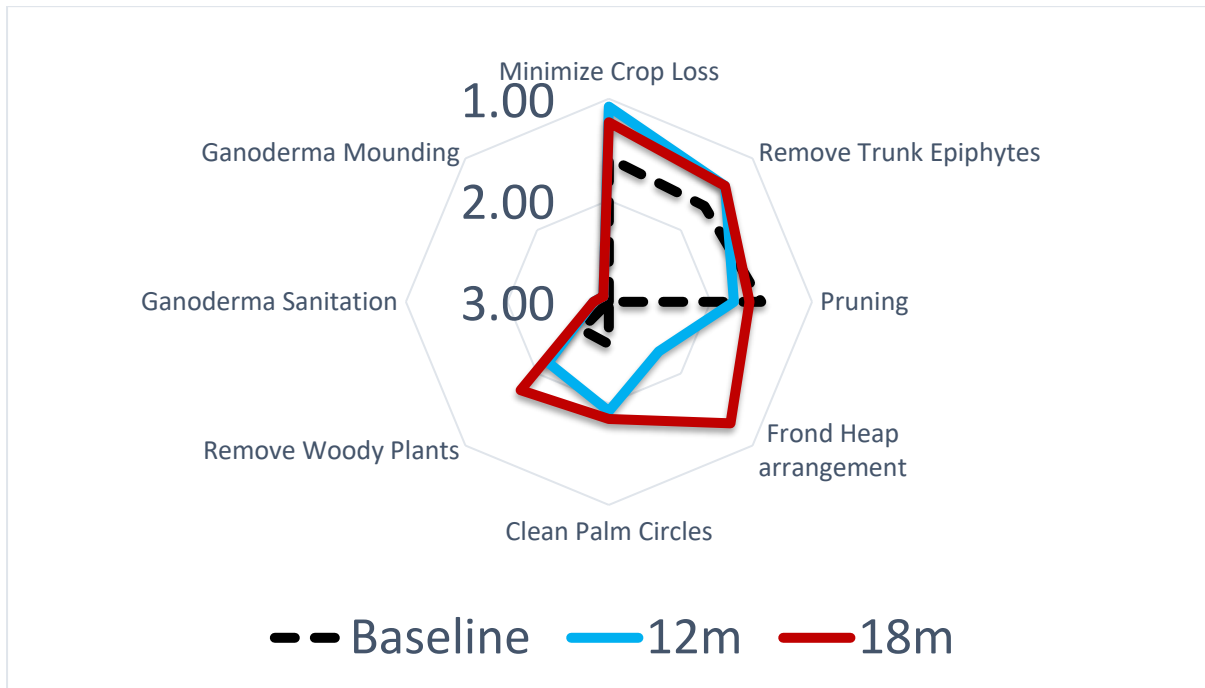 Minimize Crop Loss
1.00
Ganoderma Mounding
Remove Trunk Epiphytes
2.00
Ganoderma Sanitation
3.00
Pruning
Frond Heap
arrangement
Remove Woody Plants
Clean Palm Circles
Baseline
12m
18m